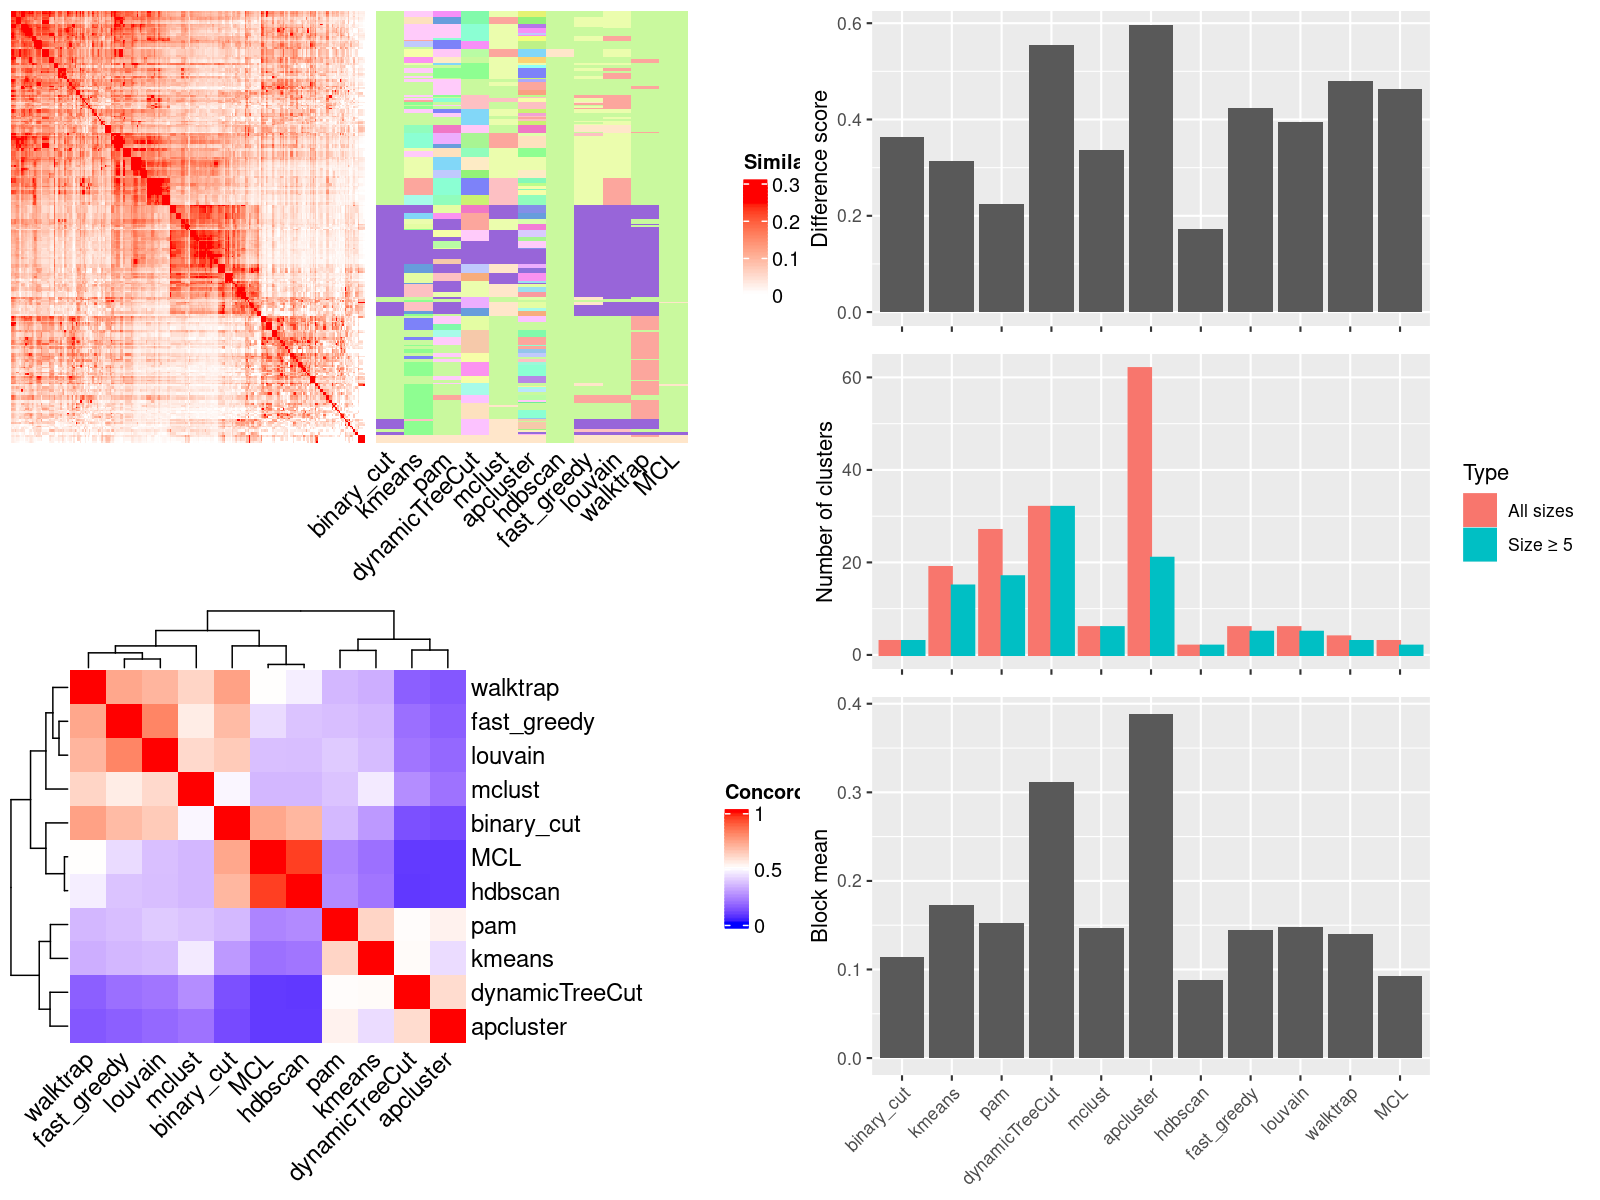 Simila
0.3
0.2
0.1
0
binary_cut
kmeans
pam
dynamicTreeCut
mclust
apcluster
hdbscan
fast_greedy
louvain
walktrap
MCL
walktrap
fast_greedy
louvain
mclust
binary_cut
MCL
hdbscan
pam
kmeans
dynamicTreeCut
apcluster
walktrap
fast_greedy
louvain
mclust
binary_cut
MCL
hdbscan
pam
kmeans
dynamicTreeCut
apcluster
Concord
1
0.5
0
Difference score
0.6
0.4
0.2
0.0
Number of clusters
60
40
20
0
Type
All sizes
Size ≥ 5
Block mean
0.4
0.3
0.2
0.1
0.0
binary_cut
kmeans
pam
dynamicTreeCut
mclust
apcluster
hdbscan
fast_greedy
louvain
walktrap
MCL